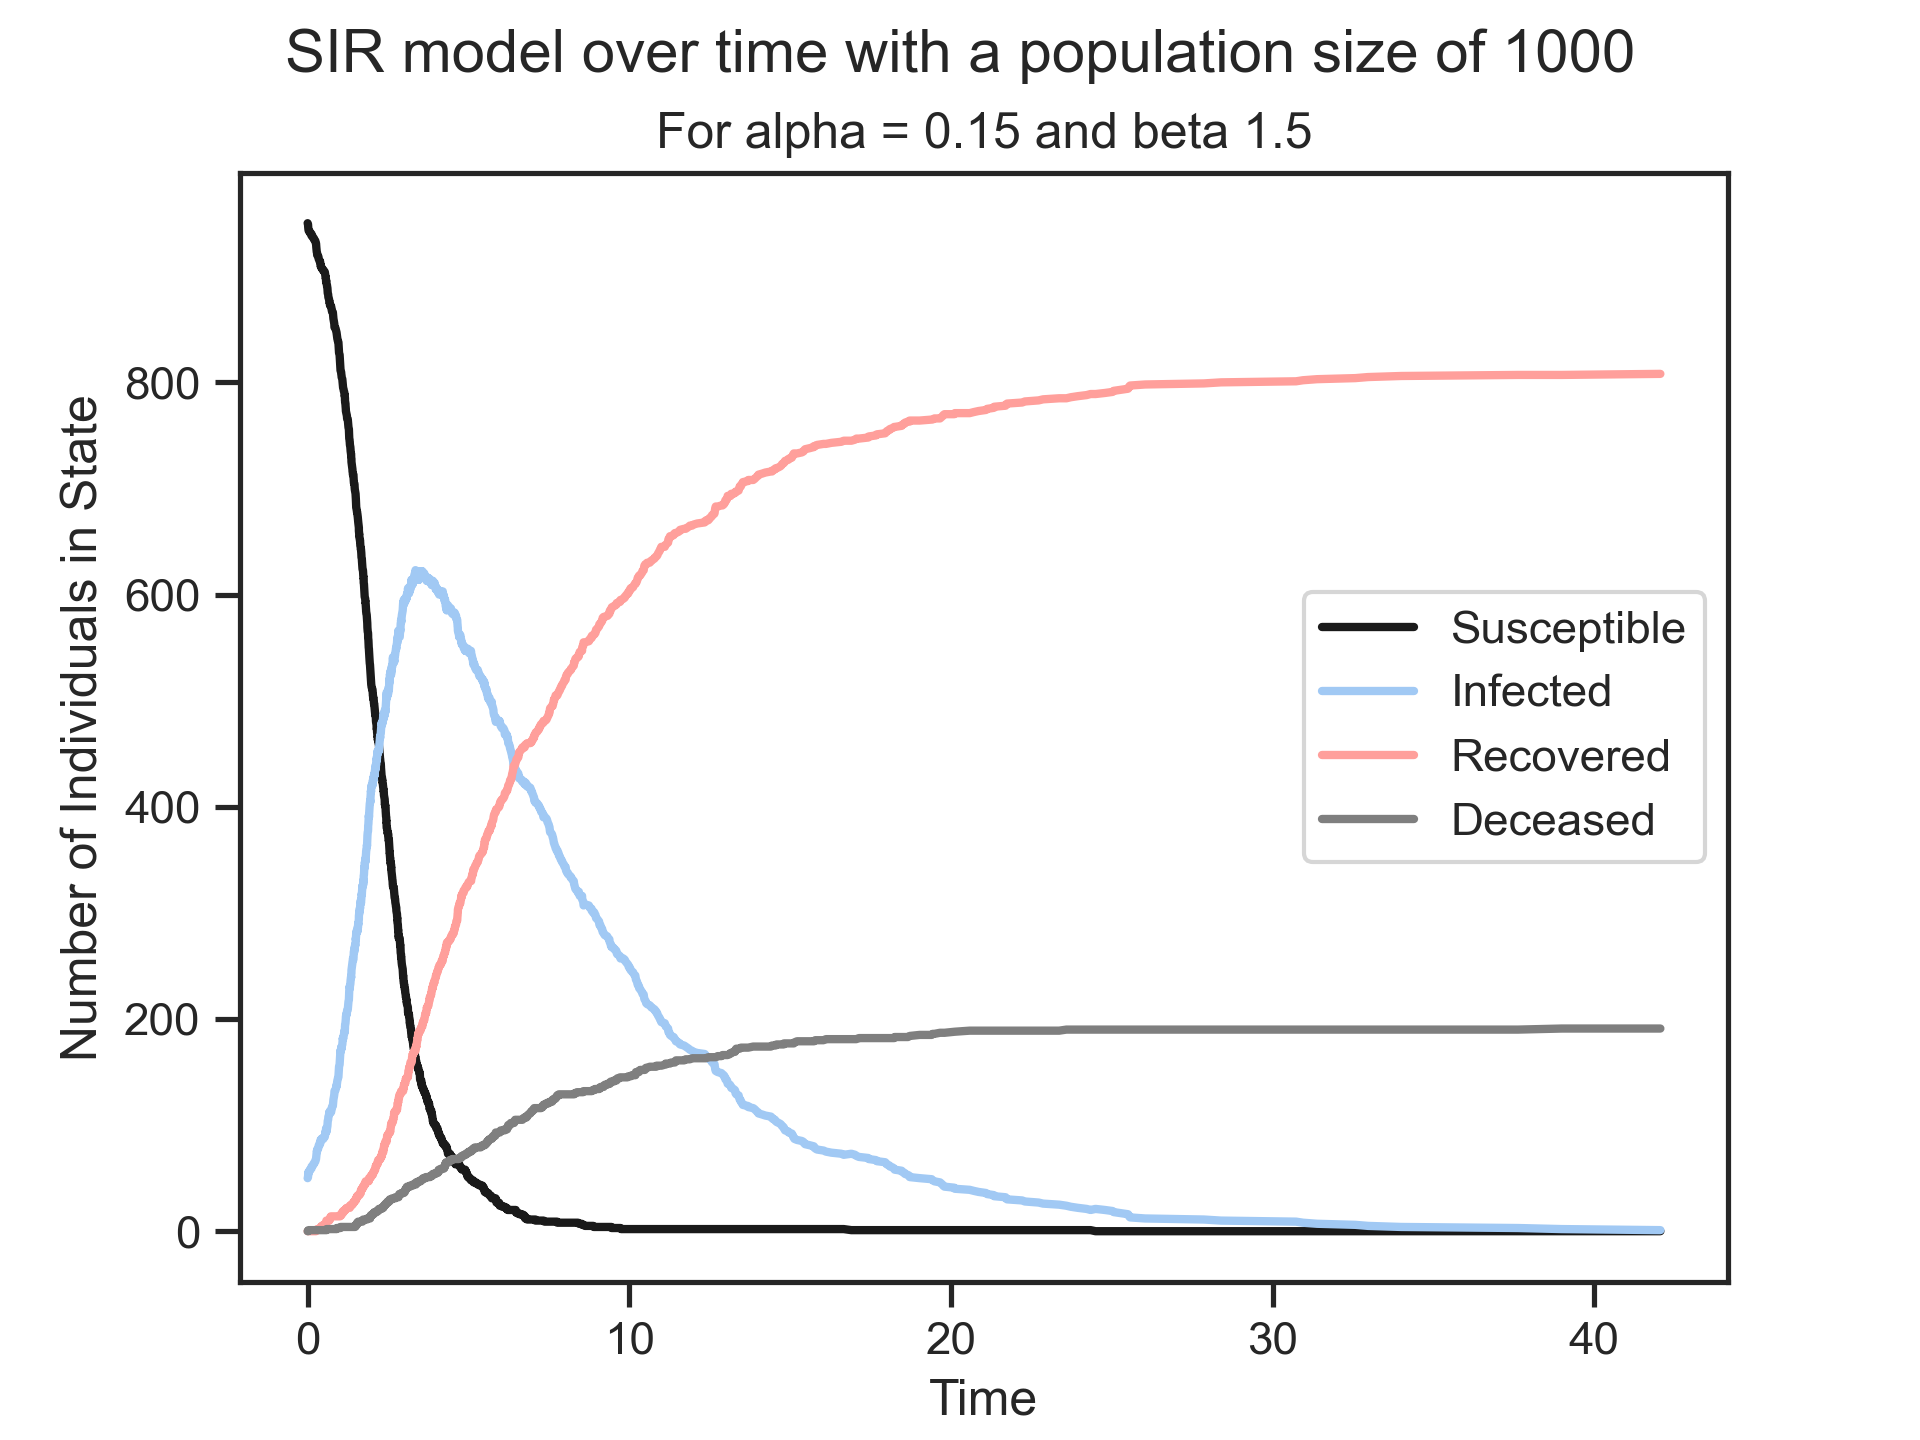 SIR model over time with a population size of 1000
For alpha = 0.15 and beta 1.5
Number of Individuals in State
800
600
400
200
0
Susceptible
Infected
Recovered
Deceased
0 10 20 30 40
Time